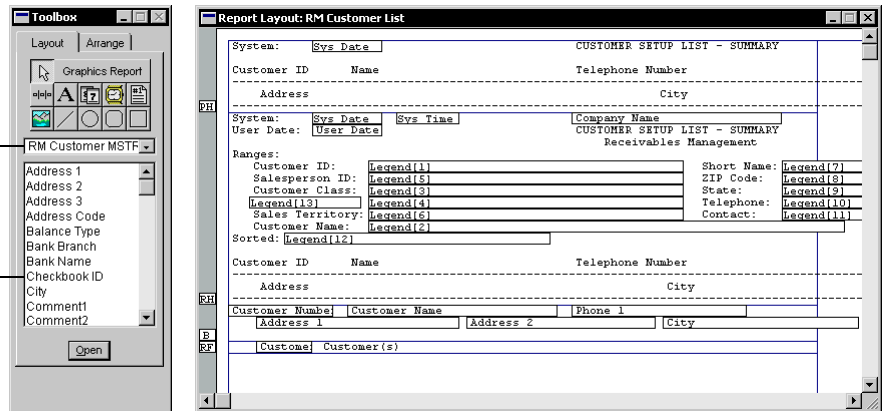 Toolbox
Layout Arrange
Graphics Report
RM Customer MSTR
Address 1
Address 2
Address 3
Address Code
Balance Type
Bank Branch
Bank Name
Checkbook ID
City
Comment1
Comment2
Open
Report Layout: RM Customer List
System: Sys Date CUSTOMER SETUP LIST - SUMMARY
Customer ID Name Telephone Number
Address City
PH
System: Sys Date Sys Time Company Name
User Date: User Date CUSTOMER SETUP LIST - SUMMARY
Receivables Management
Ranges:
Customer ID: Legend[1] Short Name: Legend[7]
Salesperson ID: Legend[5] ZIP Code: Legend[8]
Customer Class: Legend[3] State: Legend[9]
Legend[13] Legend[4] Telephone: Legend[10]
Sales Territory: Legend[6] Contact: Legend[11]
Customer Name: Legend[2]
Sorted: Legend[12]
Customer ID Name Telephone Number
Address City
RH
Customer Number Customer Name Phone 1
Address 1 Address 2 City
B
RF Custome Customer(s)